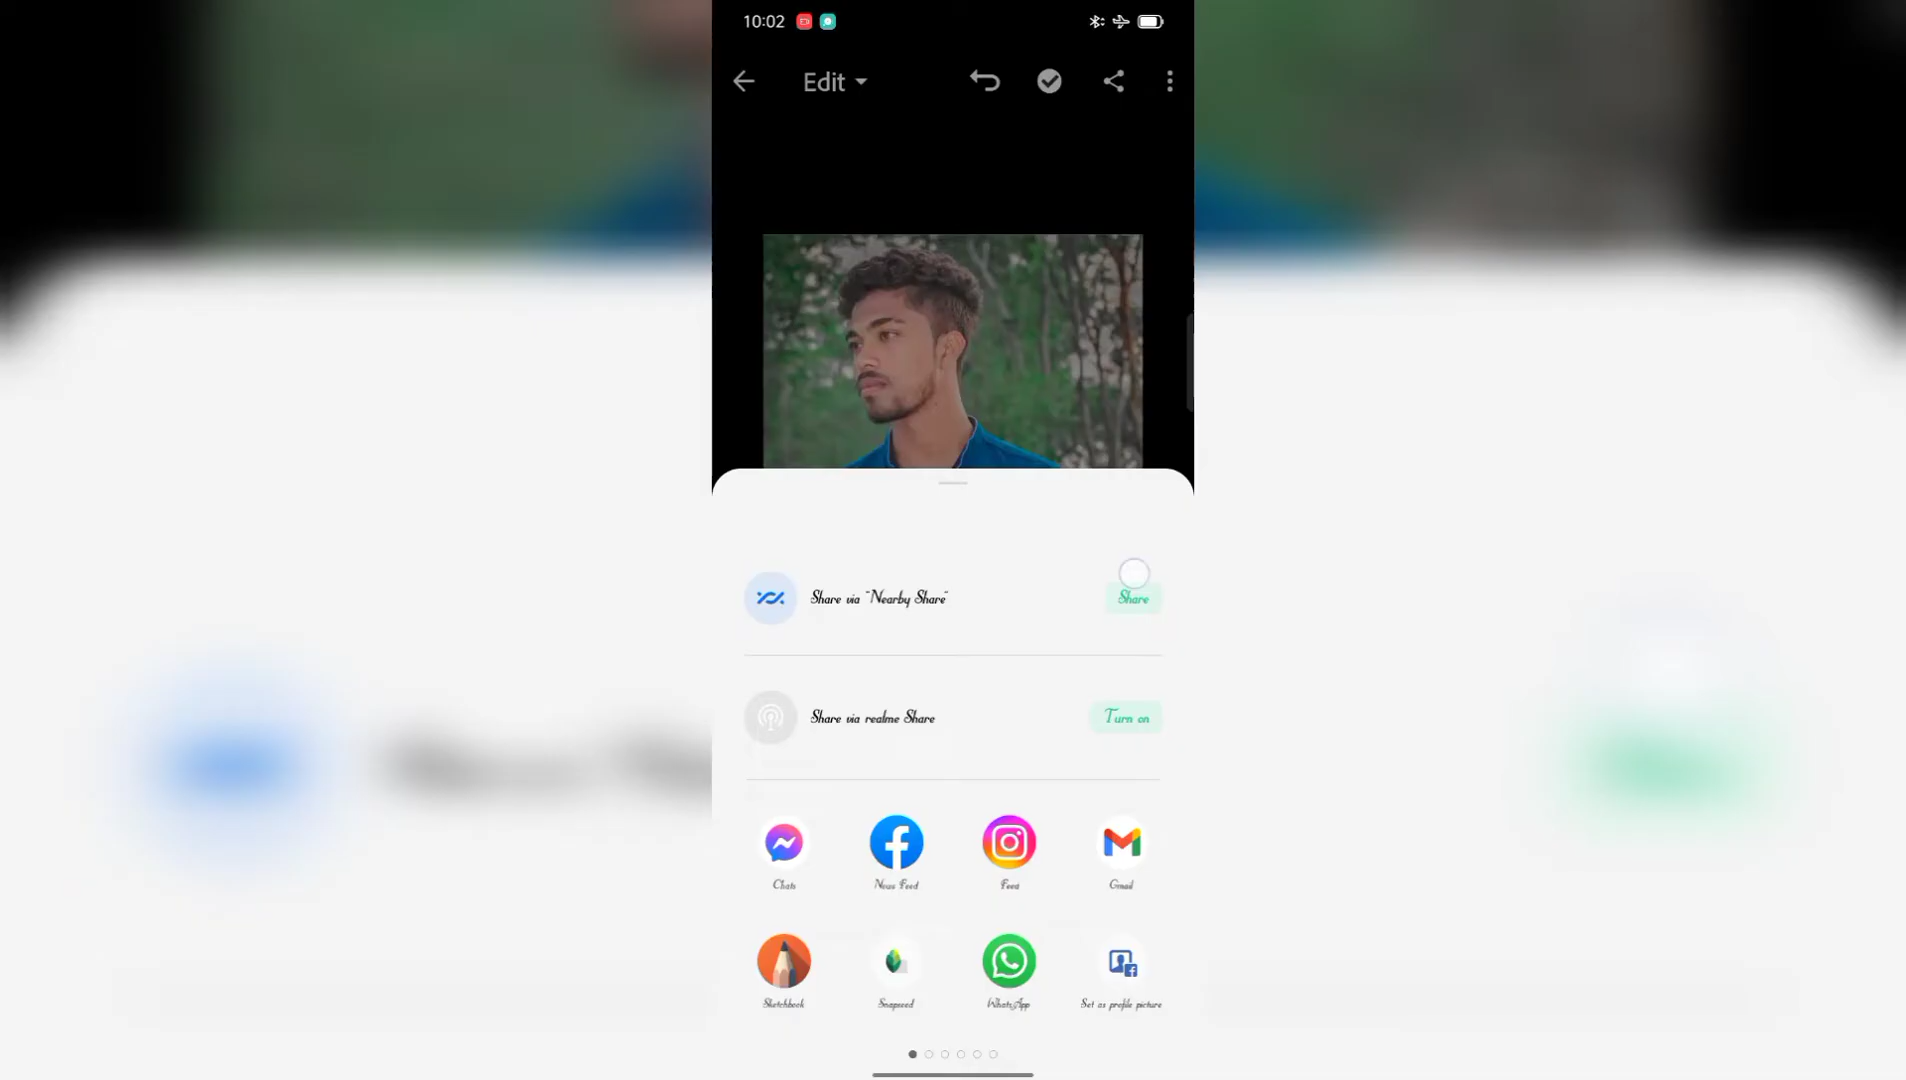 10:02
Edit
Share via "Nearby Share"
Share
Share via realme Share
Turn on
Chats
News Feed
Feed
Gmail
Sketchbook
Snapseed
WhatsApp
Set as profile picture